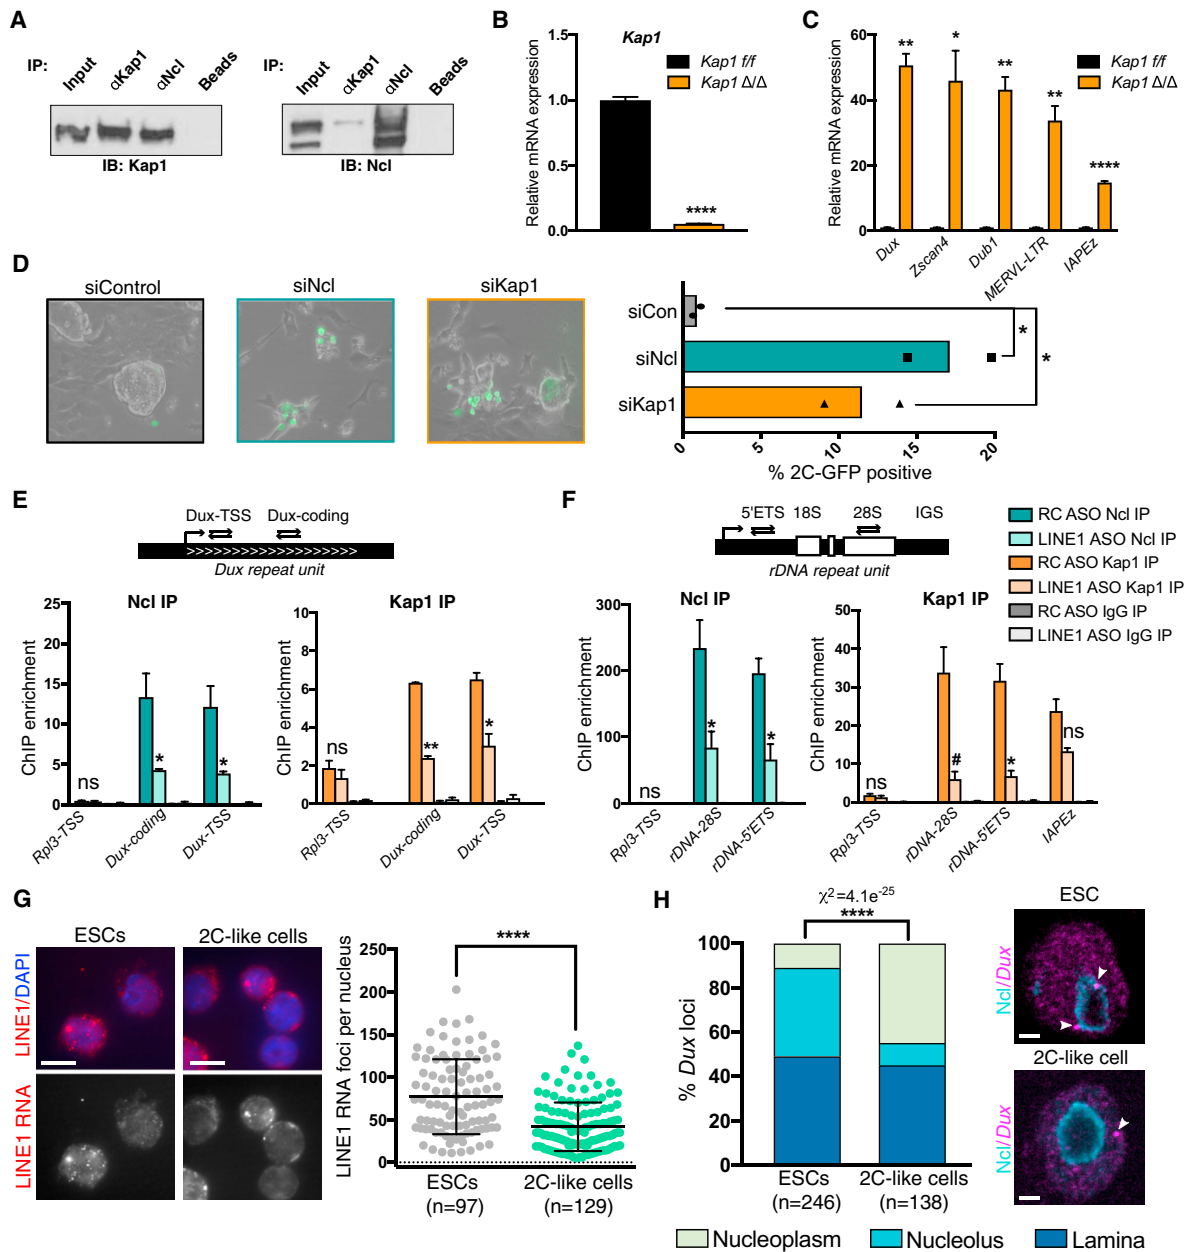 A
IP:
Input
αKap1
αNcl
Beads
IB: Kap1
IP:
Input
αKap1
αNcl
Beads
IB: Ncl
B
Relative mRNA expression
1.5
1.0
0.5
0.0
Kap1
Kap1 f/f
Kap1 Δ/Δ
****
C
Relative mRNA expression
60
40
20
0
Kap1 f/f
Kap1 Δ/Δ
**
*
**
**
****
Dux
Zscan4
Dub1
MERVL-LTR
IAPEz
D
siControl
siNcl
siKap1
siCon
siNcl
siKap1
*
*
0
5
10
15
20
% 2C-GFP positive
E
Dux-TSS
Dux-coding
>>>>>>>>>>>>>>>>>>>
Dux repeat unit
Ncl IP
ChIP enrichment
25
20
15
10
5
0
ns
*
*
Rpl3-TSS
Dux-coding
Dux-TSS
Kap1 IP
ChIP enrichment
10
8
6
4
2
0
ns
**
*
Rpl3-TSS
Dux-coding
Dux-TSS
F
5'ETS
18S
28S
IGS
rDNA repeat unit
RC ASO Ncl IP
LINE1 ASO Ncl IP
RC ASO Kap1 IP
LINE1 ASO Kap1 IP
RC ASO IgG IP
LINE1 ASO IgG IP
Ncl IP
ChIP enrichment
300
200
100
0
ns
*
*
Rpl3-TSS
rDNA-28S
rDNA-5'ETS
Kap1 IP
ChIP enrichment
50
40
30
20
10
0
ns
#
*
ns
Rpl3-TSS
rDNA-28S
rDNA-5'ETS
IAPEz
G
ESCs
2C-like cells
LINE1/DAPI
LINE1 RNA
LINE1 RNA foci per nucleus
250
200
150
100
50
0
****
ESCs
(n=97)
2C-like cells
(n=129)
H
χ²=4.1e⁻²⁵
****
% Dux loci
100
80
60
40
20
0
ESCs
(n=246)
2C-like cells
(n=138)
Nucleoplasm
Nucleolus
Lamina
ESC
Ncl/Dux
2C-like cell
Ncl/Dux